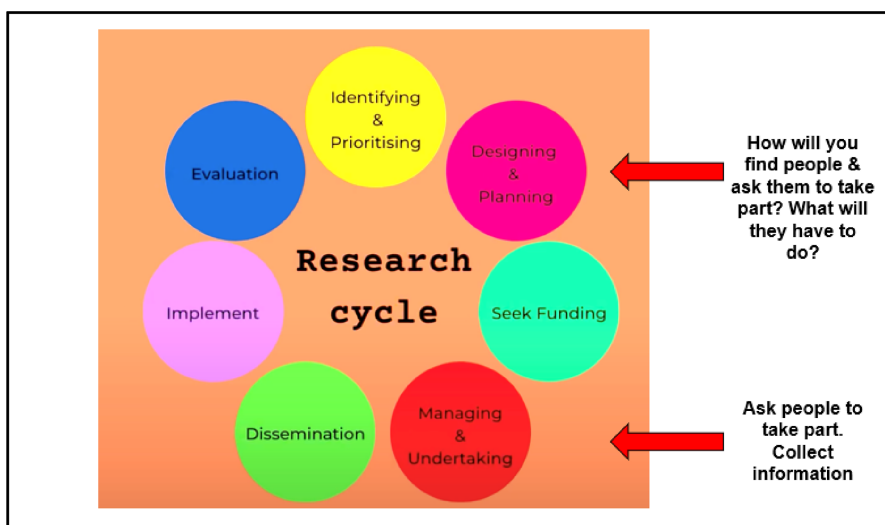 Identifying
&
Prioritising
Designing
&
Planning
How will you
find people &
ask them to take
part? What will
they have to
do?
Evaluation
Research
cycle
Implement
Seek Funding
Dissemination
Managing
&
Undertaking
Ask people to
take part.
Collect
information